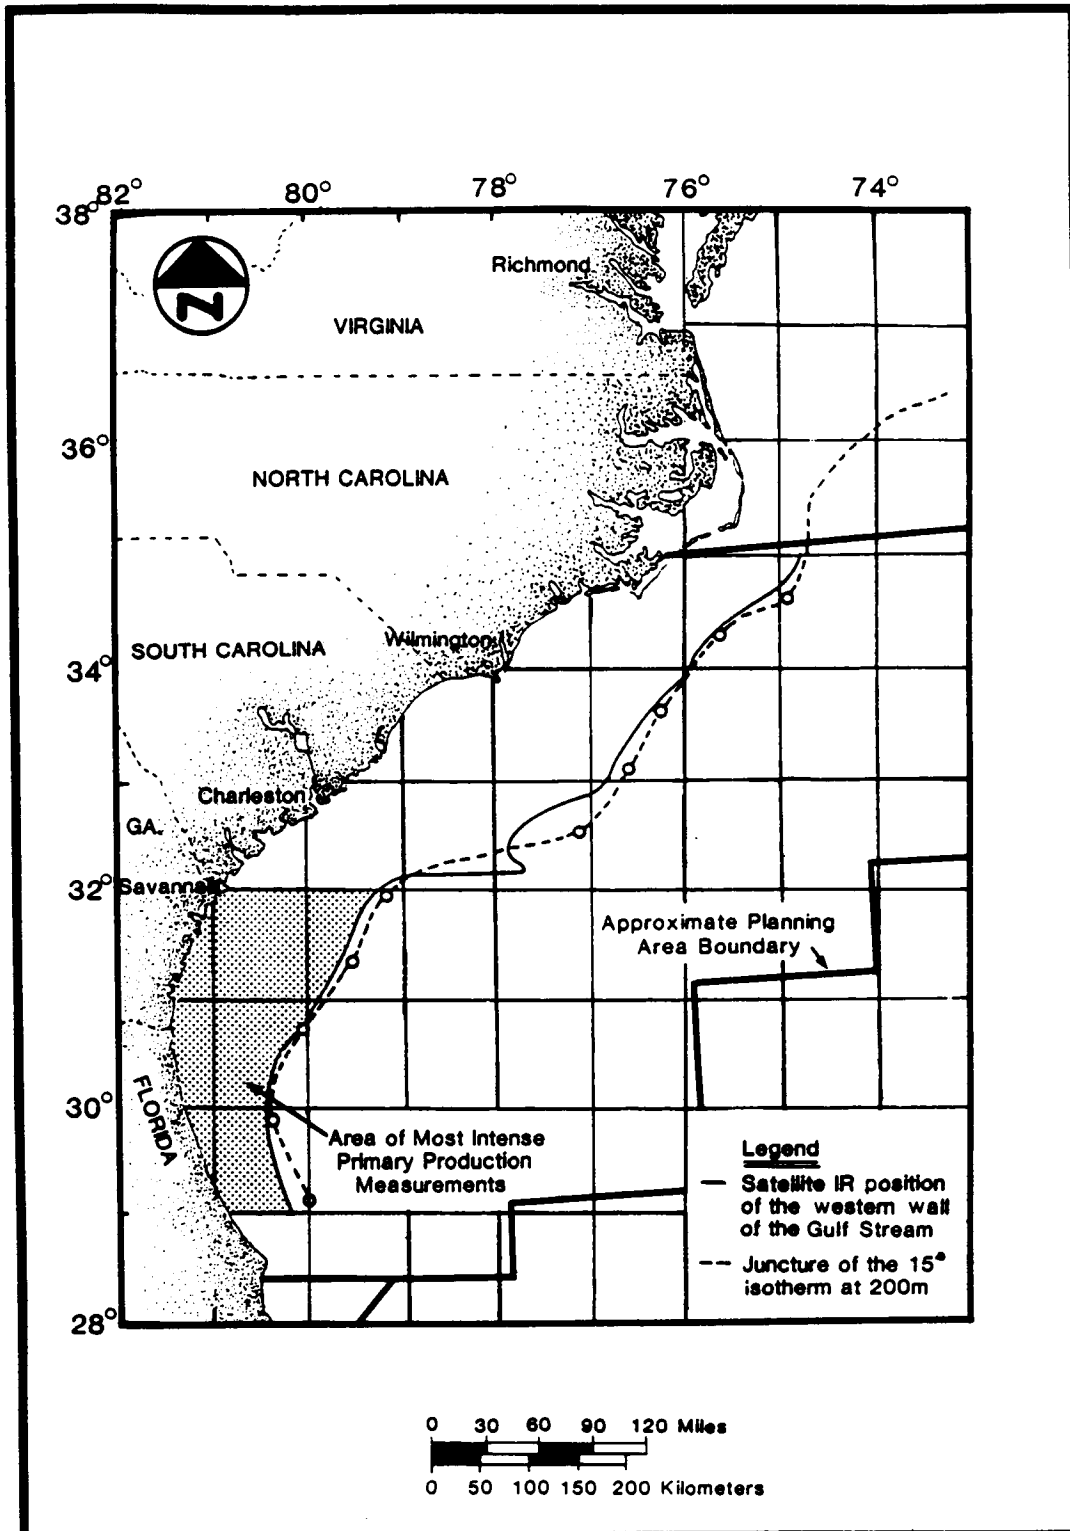 82° 80° 78° 76° 74°
38°
N
Richmond
VIRGINIA
36°
NORTH CAROLINA
SOUTH CAROLINA
Wilmington
34°
Charleston
GA.
32°
Savannah
Approximate Planning
Area Boundary
30°
FLORIDA
Area of Most Intense
Primary Production
Measurements
Legend
Satellite IR position
of the western wall
of the Gulf Stream
Juncture of the 15°
isotherm at 200m
28°
0 30 60 90 120 Miles
0 50 100 150 200 Kilometers